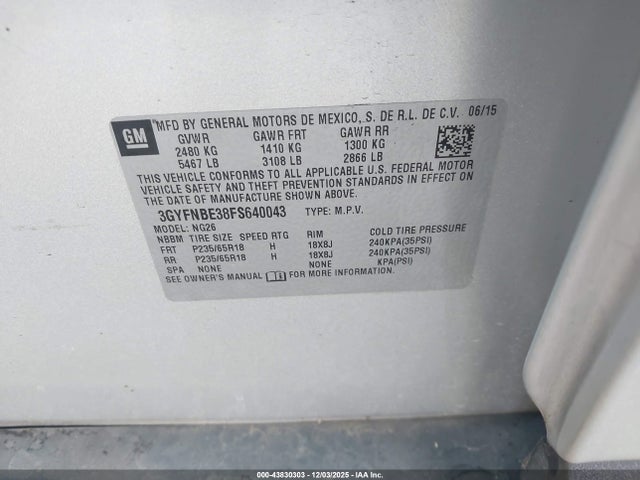 GM
MFD BY GENERAL MOTORS DE MEXICO, S. DE R.L. DE C.V. 06/15
GVWR GAWR FRT GAWR RR
2480 KG 1410 KG 1300 KG
5467 LB 3108 LB 2866 LB
THIS VEHICLE CONFORMS TO ALL APPLICABLE U.S. FEDERAL MOTOR
VEHICLE SAFETY AND THEFT PREVENTION STANDARDS IN EFFECT
ON THE DATE OF MANUFACTURE SHOWN ABOVE.
3GYFNBE38FS640043 TYPE: M.P.V.
MODEL: NG26
NBBM TIRE SIZE SPEED RTG RIM COLD TIRE PRESSURE
FRT P235/65R18 H 18X8J 240KPA(35PSI)
RR P235/65R18 H 18X8J 240KPA(35PSI)
SPA NONE NONE KPA(PSI)
SEE OWNER'S MANUAL FOR MORE INFORMATION
000-43830303 - 12/03/2025 - IAAI.COM